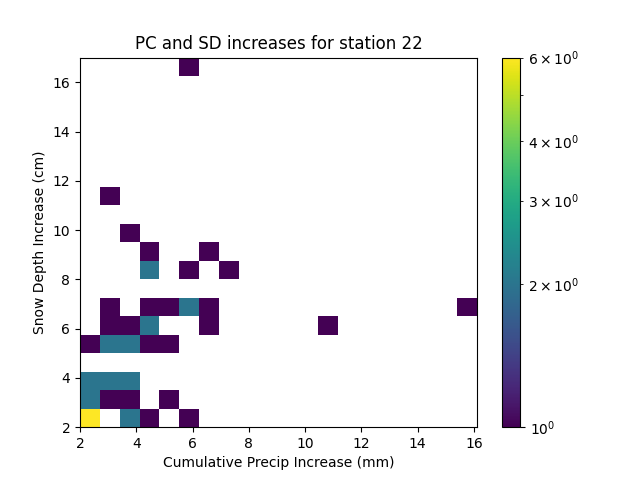 PC and SD increases for station 22
16
14
12
10
8
6
4
2
Snow Depth Increase (cm)
2 4 6 8 10 12 14 16
Cumulative Precip Increase (mm)
6 × 10⁰
4 × 10⁰
3 × 10⁰
2 × 10⁰
10⁰